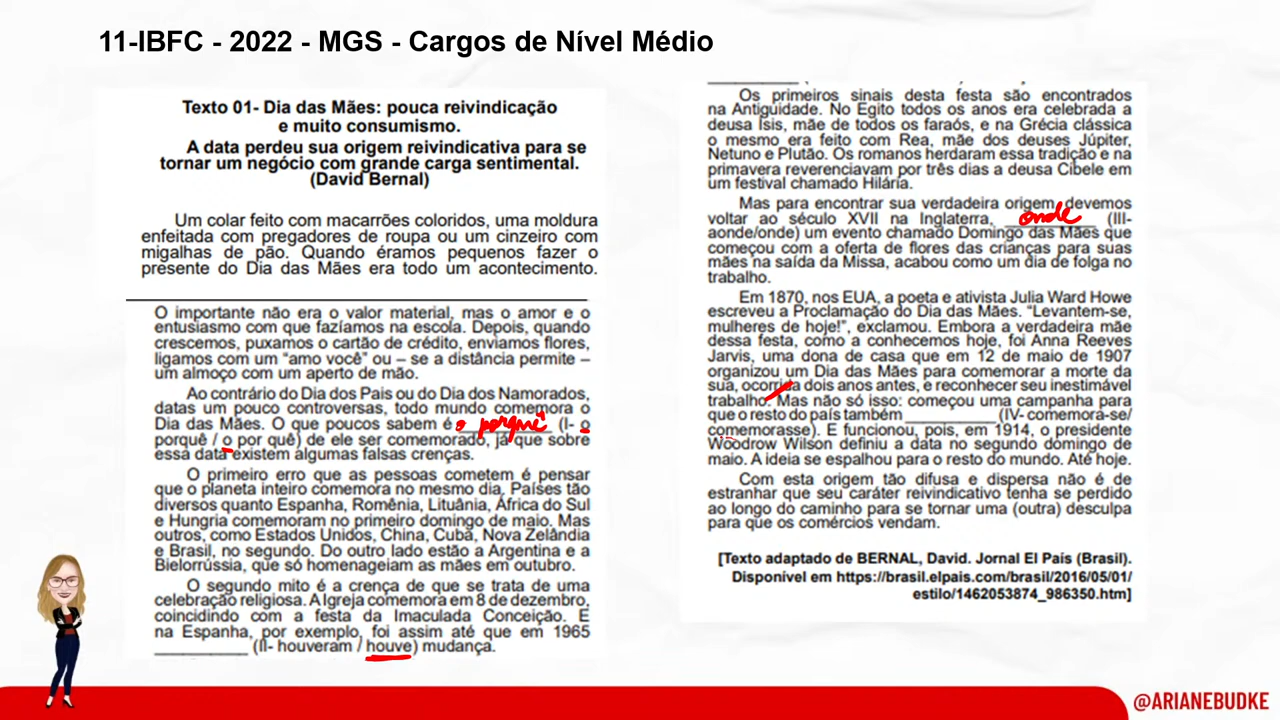 11-IBFC - 2022 - MGS - Cargos de Nível Médio
Texto 01- Dia das Mães: pouca reivindicação
e muito consumismo.
A data perdeu sua origem reivindicativa para se
tornar um negócio com grande carga sentimental.
(David Bernal)
Um colar feito com macarrões coloridos, uma moldura
enfeitada com pregadores de roupa ou um cinzeiro com
migalhas de pão. Quando éramos pequenos fazer o
presente do Dia das Mães era todo um acontecimento.
O importante não era o valor material, mas o amor e o
entusiasmo com que fazíamos na escola. Depois, quando
crescemos, puxamos o cartão de crédito, enviamos flores,
ligamos com um “amo você” ou – se a distância permite –
um almoço com um aperto de mão.
Ao contrário do Dia dos Pais ou do Dia dos Namorados,
datas um pouco controversas, todo mundo comemora o
Dia das Mães. O que poucos sabem é o porquê (I- o
porquê / o por quê) de ele ser comemorado, já que sobre
essa data existem algumas falsas crenças.
O primeiro erro que as pessoas cometem é pensar
que o planeta inteiro comemora no mesmo dia. Países tão
diversos quanto Espanha, Romênia, Lituânia, África do Sul
e Hungria comemoram no primeiro domingo de maio. Mas
outros, como Estados Unidos, China, Cuba, Nova Zelândia
e Brasil, no segundo. Do outro lado estão a Argentina e a
Bielorrússia, que só homenageiam as mães em outubro.
O segundo mito é a crença de que se trata de uma
celebração religiosa. A Igreja comemora em 8 de dezembro,
coincidindo com a festa da Imaculada Conceição. E
na Espanha, por exemplo, foi assim até que em 1965
__________ (II- houveram / houve) mudança.
Os primeiros sinais desta festa são encontrados
na Antiguidade. No Egito todos os anos era celebrada a
deusa Ísis, mãe de todos os faraós, e na Grécia clássica
o mesmo era feito com Rea, mãe dos deuses Júpiter,
Netuno e Plutão. Os romanos herdaram essa tradição e na
primavera reverenciavam por três dias a deusa Cibele em
um festival chamado Hilária.
Mas para encontrar sua verdadeira origem devemos
voltar ao século XVII na Inglaterra, onde (III-
aonde/onde) um evento chamado Domingo das Mães que
começou com a oferta de flores das crianças para suas
mães na saída da Missa, acabou como um dia de folga no
trabalho.
Em 1870, nos EUA, a poeta e ativista Julia Ward Howe
escreveu a Proclamação do Dia das Mães. “Levantem-se,
mulheres de hoje!”, exclamou. Embora a verdadeira mãe
dessa festa, como a conhecemos hoje, foi Anna Reeves
Jarvis, uma dona de casa que em 12 de maio de 1907
organizou um Dia das Mães para comemorar a morte da
sua, ocorrida dois anos antes, e reconhecer seu inestimável
trabalho. Mas não só isso: começou uma campanha para
que o resto do país também __________ (IV- comemora-se/
comemorasse). E funcionou, pois, em 1914, o presidente
Woodrow Wilson definiu a data no segundo domingo de
maio. A ideia se espalhou para o resto do mundo. Até hoje.
Com esta origem tão difusa e dispersa não é de
estranhar que seu caráter reivindicativo tenha se perdido
ao longo do caminho para se tornar uma (outra) desculpa
para que os comércios vendam.
[Texto adaptado de BERNAL, David. Jornal El País (Brasil).
Disponível em https://brasil.elpais.com/brasil/2016/05/01/
estilo/1462053874_986350.htm]
@ARIANEBUDKE